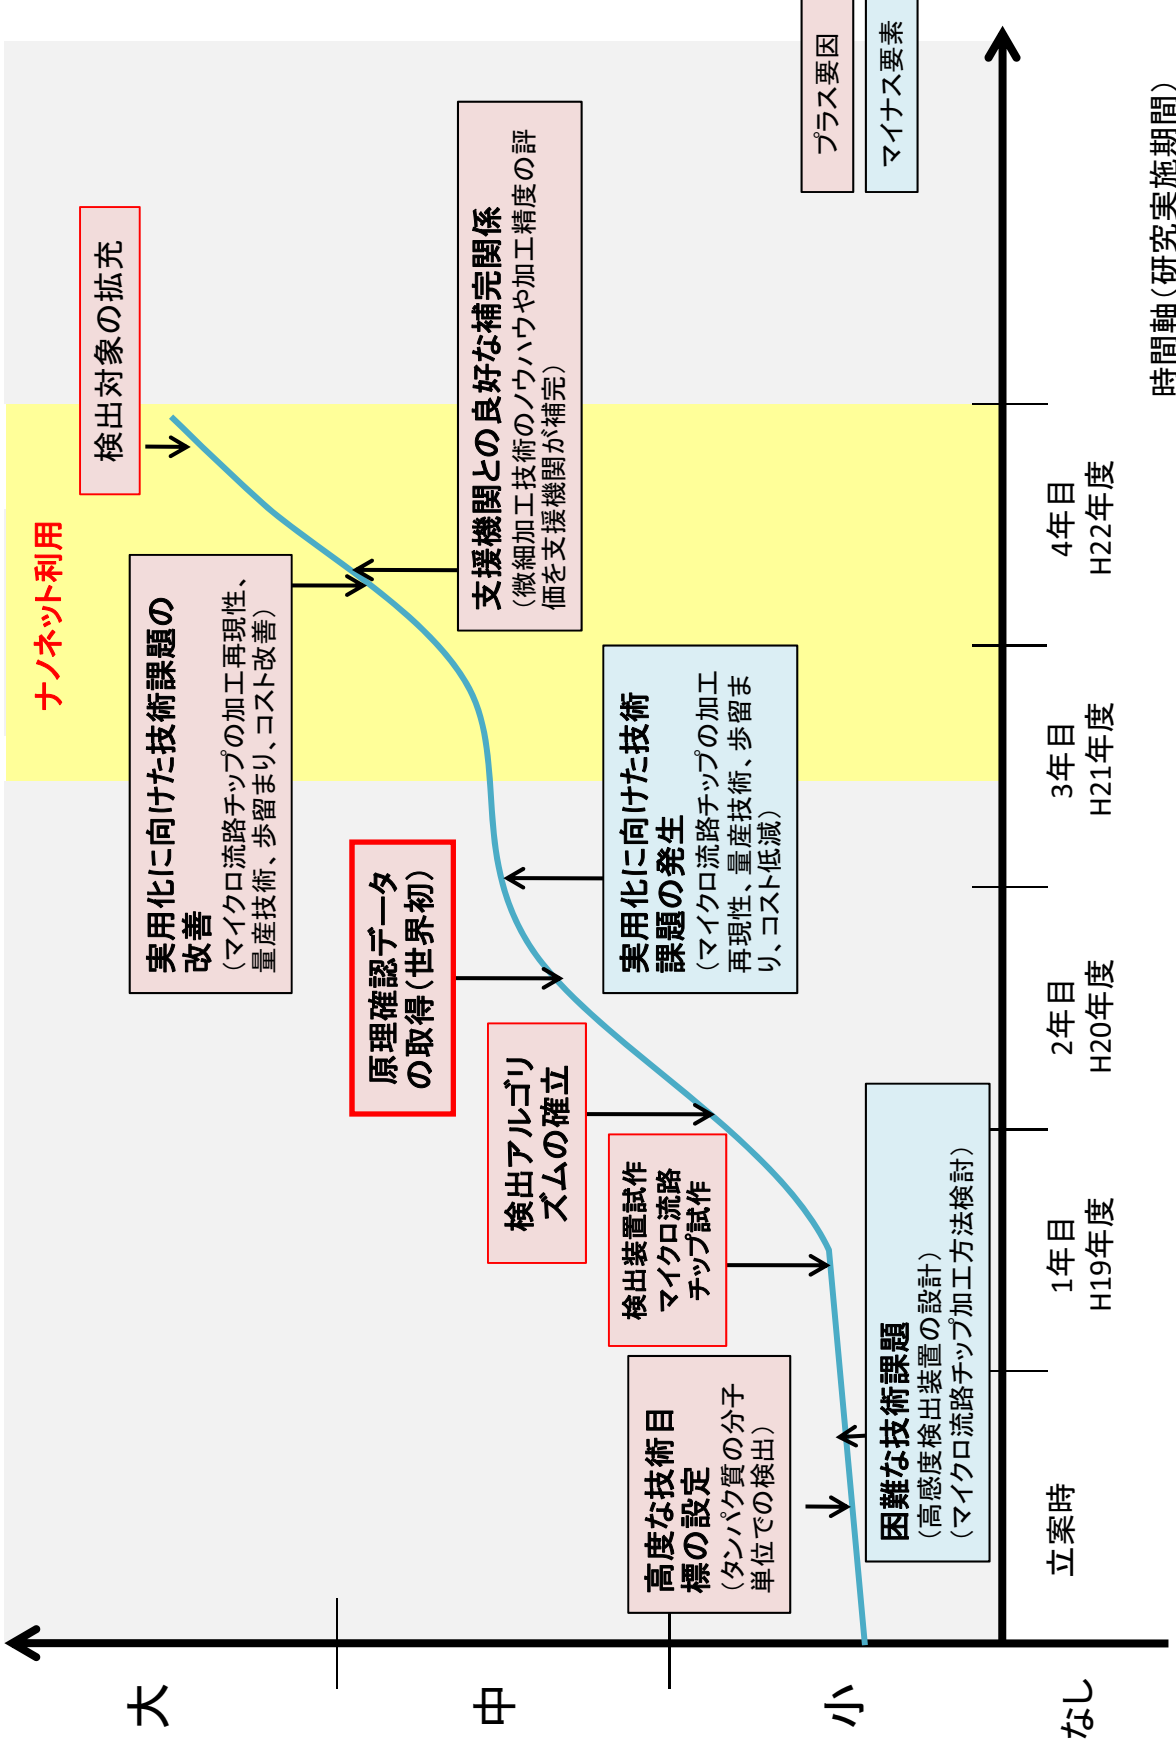 ナノネット利用
検出対象の拡充
実用化に向けた技術課題の
改善
（マイクロ流路チップの加工再現性、
量産技術、歩留まり、コスト改善）
原理確認データ
の取得（世界初）
支援機関との良好な補完関係
（微細加工技術のノウハウや加工精度の評
価を支援機関が補完）
検出アルゴリ
ズムの確立
検出装置試作
マイクロ流路
チップ試作
実用化に向けた技術
課題の発生
（マイクロ流路チップの加工
再現性、量産技術、歩留ま
り、コスト低減）
高度な技術目
標の設定
（タンパク質の分子
単位での検出）
困難な技術課題
（高感度検出装置の設計）
（マイクロ流路チップ加工方法検討）
プラス要因
マイナス要素
大
中
小
なし
立案時
1年目
H19年度
2年目
H20年度
3年目
H21年度
4年目
H22年度
時間軸（研究実施期間）